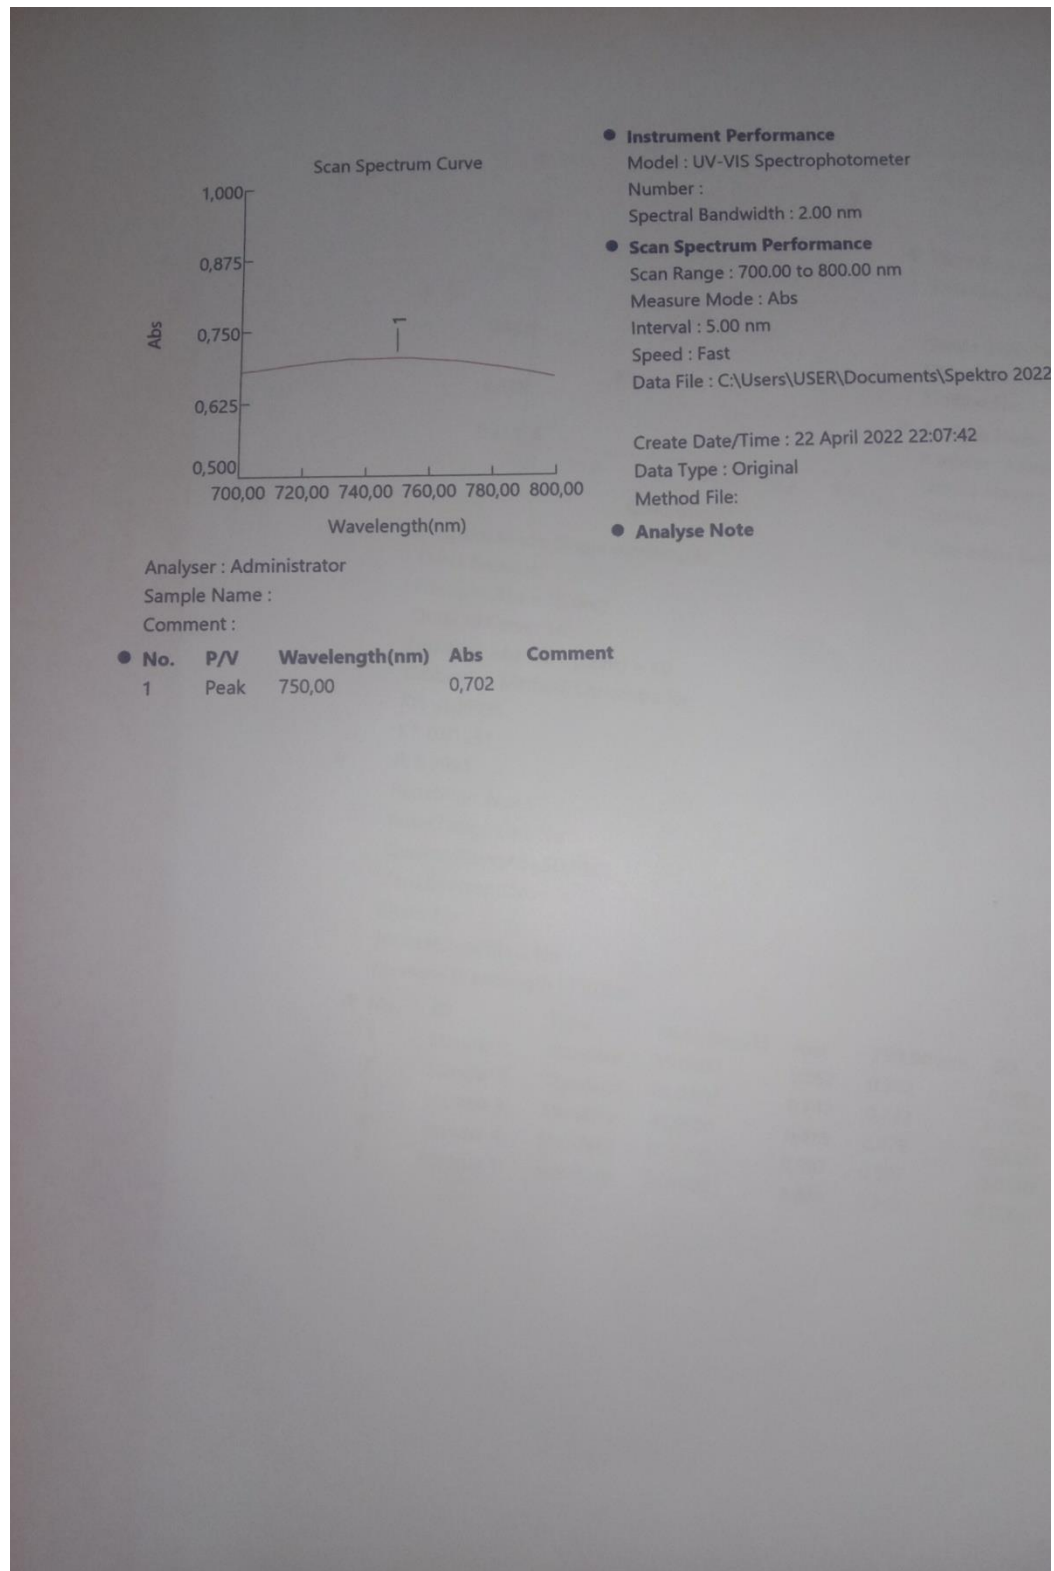 Scan Spectrum Curve
1,000
0,875
0,750
0,625
0,500
Abs
1
700,00 720,00 740,00 760,00 780,00 800,00
Wavelength(nm)
● Instrument Performance
Model : UV-VIS Spectrophotometer
Number :
Spectral Bandwidth : 2.00 nm
● Scan Spectrum Performance
Scan Range : 700.00 to 800.00 nm
Measure Mode : Abs
Interval : 5.00 nm
Speed : Fast
Data File : C:\Users\USER\Documents\Spektro 2022
Create Date/Time : 22 April 2022 22:07:42
Data Type : Original
Method File:
● Analyse Note
Analyser : Administrator
Sample Name :
Comment :
● No. P/V Wavelength(nm) Abs Comment
1 Peak 750,00 0,702